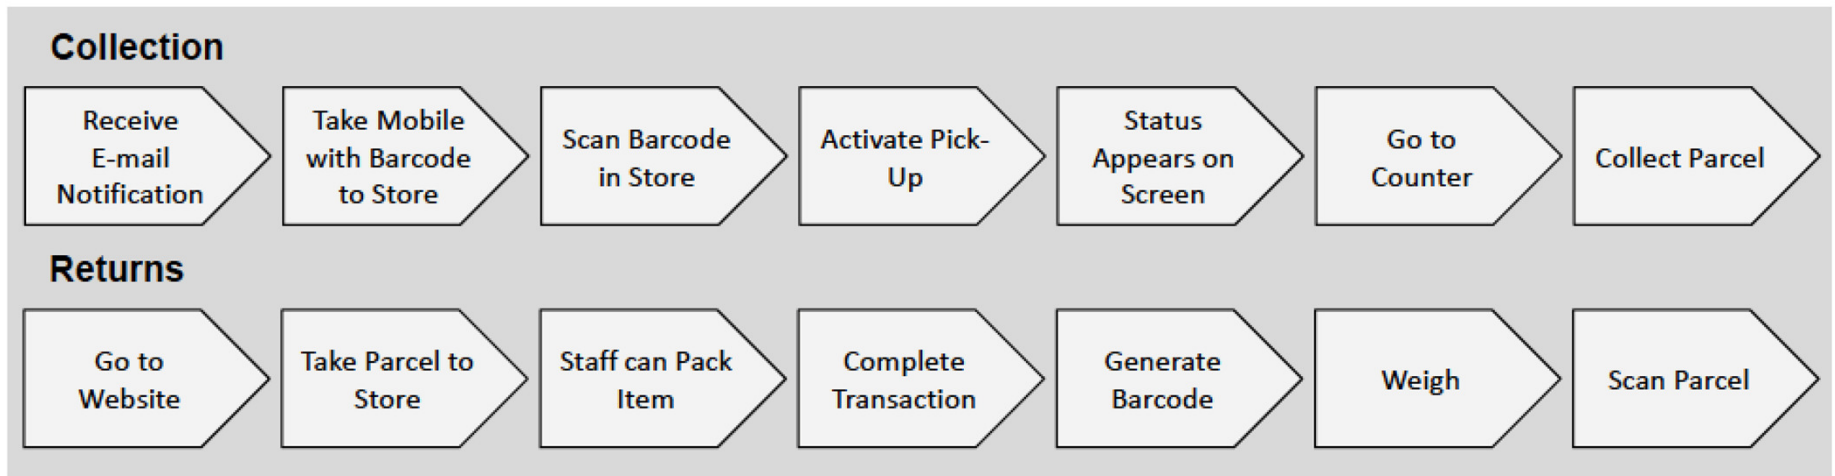 Collection
Receive
E-mail
Notification
Take Mobile
with Barcode
to Store
Scan Barcode
in Store
Activate Pick-
Up
Status
Appears on
Screen
Go to
Counter
Collect Parcel
Returns
Go to
Website
Take Parcel to
Store
Staff can Pack
Item
Complete
Transaction
Generate
Barcode
Weigh
Scan Parcel